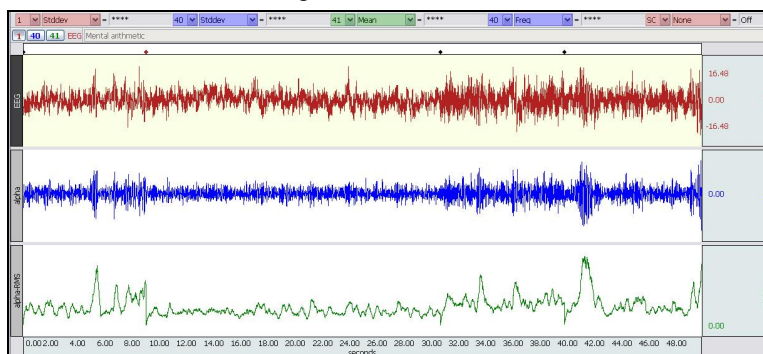 1 Stddev = **** 40 Stddev = **** 41 Mean = **** 40 Freq = **** SC None = Off
1 40 41 EEG Mental arithmetic
EEG
16.48
0.00
-16.48
alpha
0.00
alpha-RMS
0.00
0.00 2.00 4.00 6.00 8.00 10.00 12.00 14.00 16.00 18.00 20.00 22.00 24.00 26.00 28.00 30.00 32.00 34.00 36.00 38.00 40.00 42.00 44.00 46.00 48.00
seconds